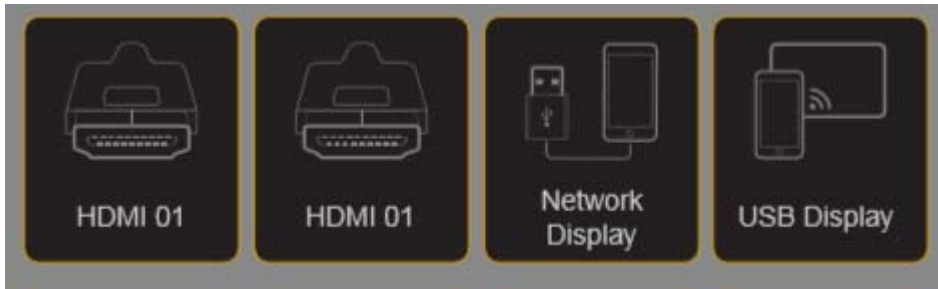 HDMI 01
HDMI 01
Network
Display
USB Display